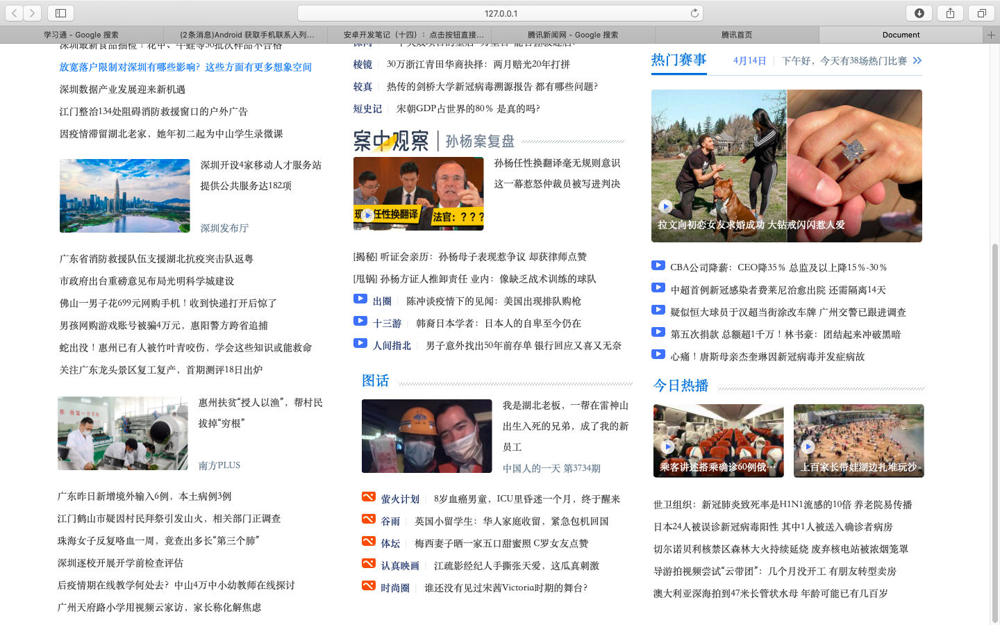 127.0.0.1
学习通 - Google 搜索
(2条消息)Android 获取手机联系人列...
安卓开发笔记（十四）：点击按钮直接...
腾讯新闻网 - Google 搜索
腾讯首页
Document
深圳最新食品抽检！花甲、牛蛙等30批次样品不合格
放宽落户限制对深圳有哪些影响？这些方面有更多想象空间
深圳数据产业发展迎来新机遇
江门整治134处阻碍消防救援窗口的户外广告
因疫情滞留湖北老家，她年初二起为中山学生录微课
深圳开设4家移动人才服务站
提供公共服务达182项
深圳发布厅
广东省消防救援队伍支援湖北抗疫突击队返粤
市政府出台重磅意见布局光明科学城建设
佛山一男子花699元网购手机！收到快递打开后惊了
男孩网购游戏账号被骗4万元，惠阳警方跨省追捕
蛇出没！惠州已有人被竹叶青咬伤，学会这些知识或能救命
关注广东龙头景区复工复产，首期测评18日出炉
惠州扶贫“授人以渔”，帮村民
拔掉“穷根”
南方PLUS
广东昨日新增境外输入6例，本土病例3例
江门鹤山市疑因村民拜祭引发山火，相关部门正调查
珠海女子反复咯血一周，竟查出多长“第三个肺”
深圳逐校开展开学前检查评估
后疫情期在线教学何处去？中山4万中小幼教师在线探讨
广州天府路小学用视频云家访，家长称化解焦虑
棱镜 30万浙江青田华商抉择：两月赔光20年打拼
较真 热传的剑桥大学新冠病毒溯源报告 都有哪些问题?
短史记 宋朝GDP占世界的80% 是真的吗?
案中观察 孙杨案复盘
现场任性换翻译
法官：？？？
孙杨任性换翻译毫无规则意识
这一幕惹怒仲裁员被写进判决
[揭秘] 听证会亲历：孙杨母子表现惹争议 却获律师点赞
[甩锅] 孙杨方证人推卸责任 业内：像缺乏战术训练的球队
出圈 陈冲谈疫情下的见闻：美国出现排队购枪
十三游 韩裔日本学者：日本人的自卑至今仍在
人间指北 男子意外找出50年前存单 银行回应又喜又无奈
图话
我是湖北老板，一帮在雷神山
出生入死的兄弟，成了我的新
员工
中国人的一天 第3734期
萤火计划 8岁血癌男童，ICU里昏迷一个月，终于醒来
谷雨 英国小留学生：华人家庭收留，紧急包机回国
体坛 梅西妻子晒一家五口甜蜜照 C罗女友点赞
认真映画 江疏影经纪人手撕张天爱，这瓜真刺激
时尚圈 谁还没有见过宋茜Victoria时期的舞台?
热门赛事 4月14日 下午好，今天有38场热门比赛
拉文向初恋女友求婚成功 大钻戒闪闪惹人爱
CBA公司降薪：CEO降35% 总监及以上降15%-30%
中超首例新冠感染者费莱尼治愈出院 还需隔离14天
疑似恒大球员于汉超当街涂改车牌 广州交警已跟进调查
第五次捐款 总额超1千万！林书豪：团结起来冲破黑暗
心痛！唐斯母亲杰奎琳因新冠病毒并发症病故
今日热播
乘客讲述搭乘确诊60例俄…
上百家长带娃湖边扎堆玩沙
世卫组织：新冠肺炎致死率是H1N1流感的10倍 养老院易传播
日本24人被误诊新冠病毒阳性 其中1人被送入确诊者病房
切尔诺贝利核禁区森林大火持续延烧 废弃核电站被浓烟笼罩
导游拍视频尝试“云带团”：几个月没开工 有朋友转型卖房
澳大利亚深海拍到47米长管状水母 年龄可能已有几百岁